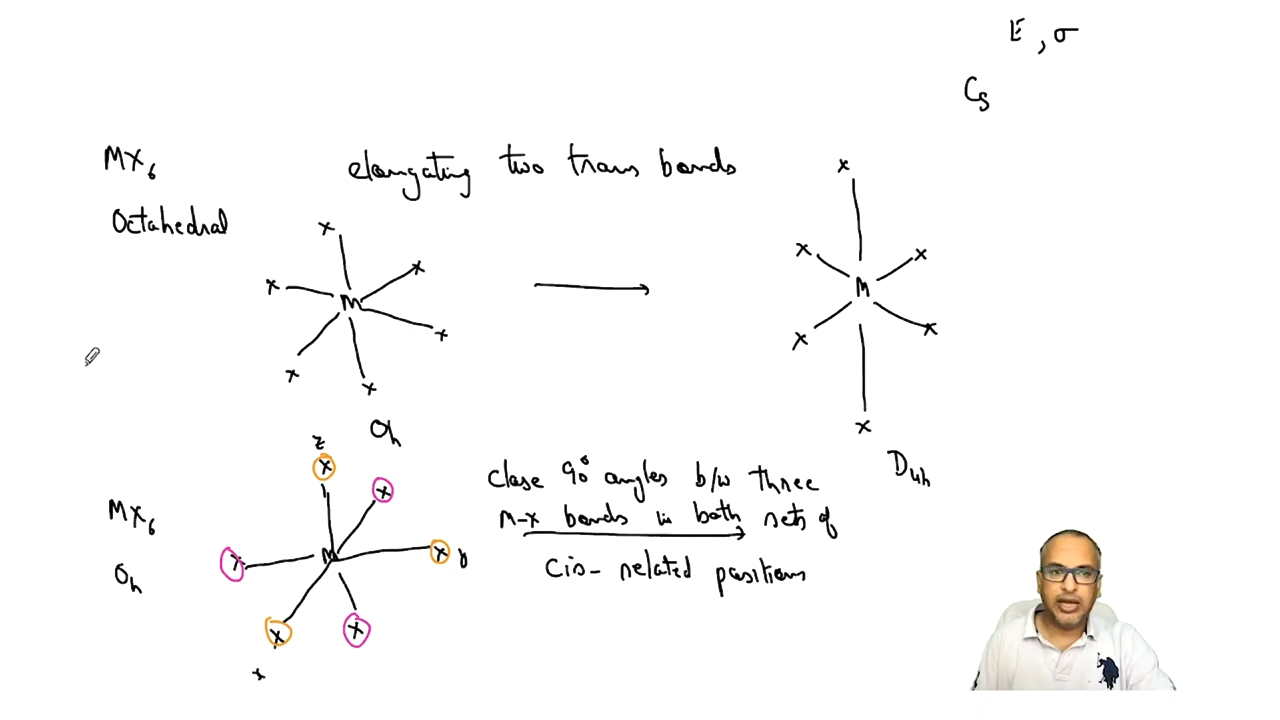 E, σ
Cs
MX6
elongating two trans bonds
Octahedral
x
x
x
x
x
x
M
x
x
x
x
M
x
x
x
x
Oh
D4h
z
x
x
MX6
x
M
x y
Oh
x
x
x
Close 90° angles b/w three
M-X bonds in both sets of
cis-related positions